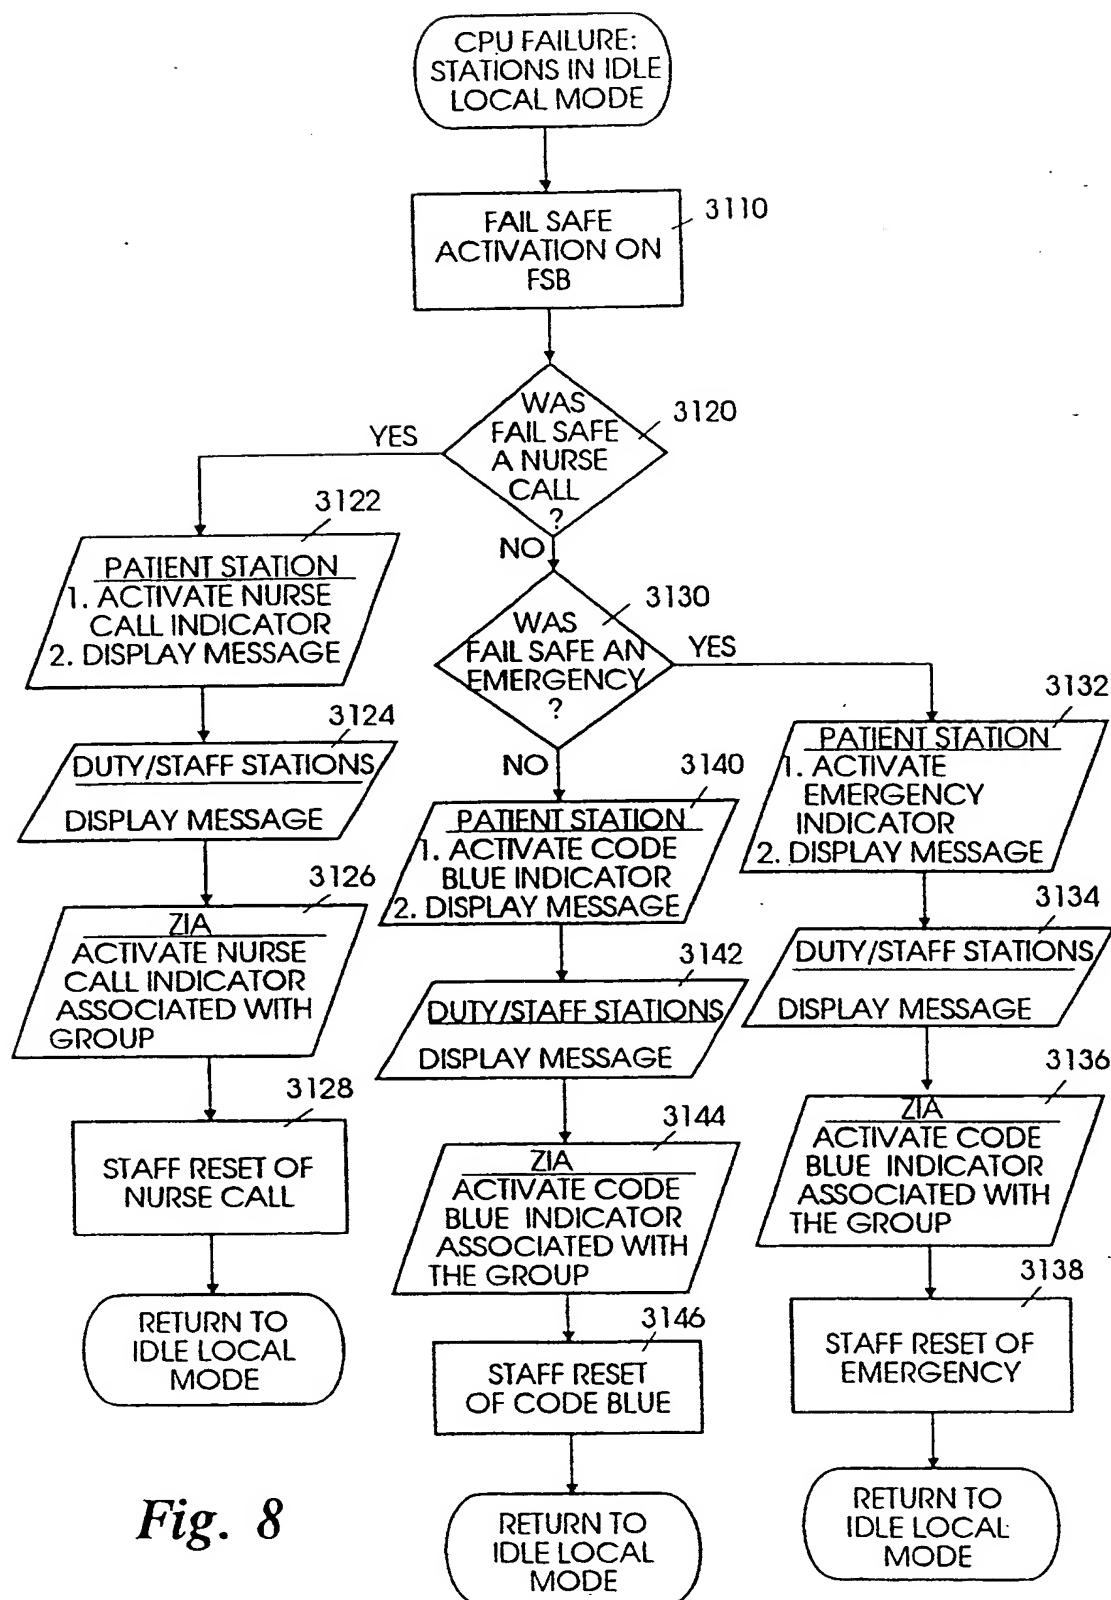 CPU FAILURE:
STATIONS IN IDLE
LOCAL MODE
3110
FAIL SAFE
ACTIVATION ON
FSB
WAS
FAIL SAFE
A NURSE
CALL
?
3120
YES
NO
3122
PATIENT STATION
1. ACTIVATE NURSE
CALL INDICATOR
2. DISPLAY MESSAGE
3124
DUTY/STAFF STATIONS
DISPLAY MESSAGE
3126
ZIA
ACTIVATE NURSE
CALL INDICATOR
ASSOCIATED WITH
GROUP
3128
STAFF RESET OF
NURSE CALL
RETURN TO
IDLE LOCAL
MODE
3130
WAS
FAIL SAFE AN
EMERGENCY
?
YES
NO
3140
PATIENT STATION
1. ACTIVATE CODE
BLUE INDICATOR
2. DISPLAY MESSAGE
3142
DUTY/STAFF STATIONS
DISPLAY MESSAGE
3144
ZIA
ACTIVATE CODE
BLUE INDICATOR
ASSOCIATED WITH
THE GROUP
3146
STAFF RESET
OF CODE BLUE
RETURN TO
IDLE LOCAL
MODE
3132
PATIENT STATION
1. ACTIVATE
EMERGENCY
INDICATOR
2. DISPLAY MESSAGE
3134
DUTY/STAFF STATIONS
DISPLAY MESSAGE
3136
ZIA
ACTIVATE CODE
BLUE INDICATOR
ASSOCIATED WITH
THE GROUP
3138
STAFF RESET OF
EMERGENCY
RETURN TO
IDLE LOCAL
MODE
Fig. 8